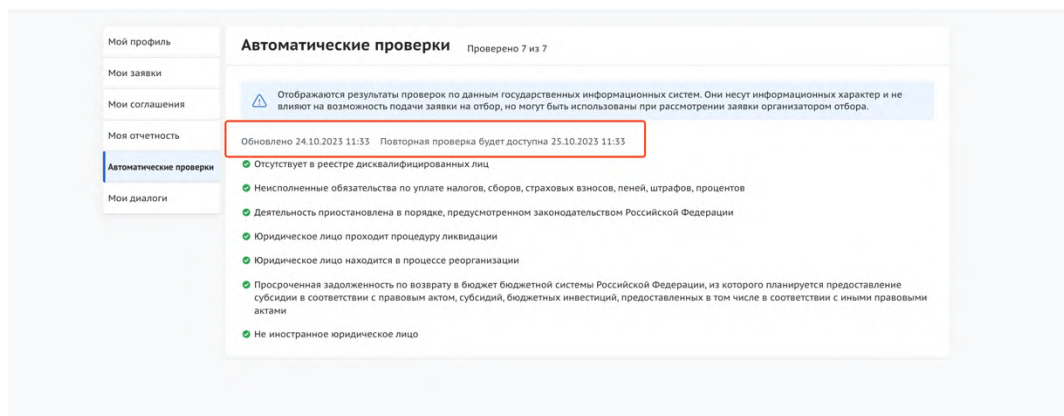 Мой профиль
Мои заявки
Мои соглашения
Моя отчетность
Автоматические проверки
Мои диалоги
Автоматические проверки Проверено 7 из 7
Отображаются результаты проверок по данным государственных информационных систем. Они несут информационных характер и не
влияют на возможность подачи заявки на отбор, но могут быть использованы при рассмотрении заявки организатором отбора.
Обновлено 24.10.2023 11:33 Повторная проверка будет доступна 25.10.2023 11:33
Отсутствует в реестре дисквалифицированных лиц
Неисполненные обязательства по уплате налогов, сборов, страховых взносов, пеней, штрафов, процентов
Деятельность приостановлена в порядке, предусмотренном законодательством Российской Федерации
Юридическое лицо проходит процедуру ликвидации
Юридическое лицо находится в процессе реорганизации
Просроченная задолженность по возврату в бюджет бюджетной системы Российской Федерации, из которого планируется предоставление
субсидии в соответствии с правовым актом, субсидий, бюджетных инвестиций, предоставленных в том числе в соответствии с иными правовыми
актами
Не иностранное юридическое лицо